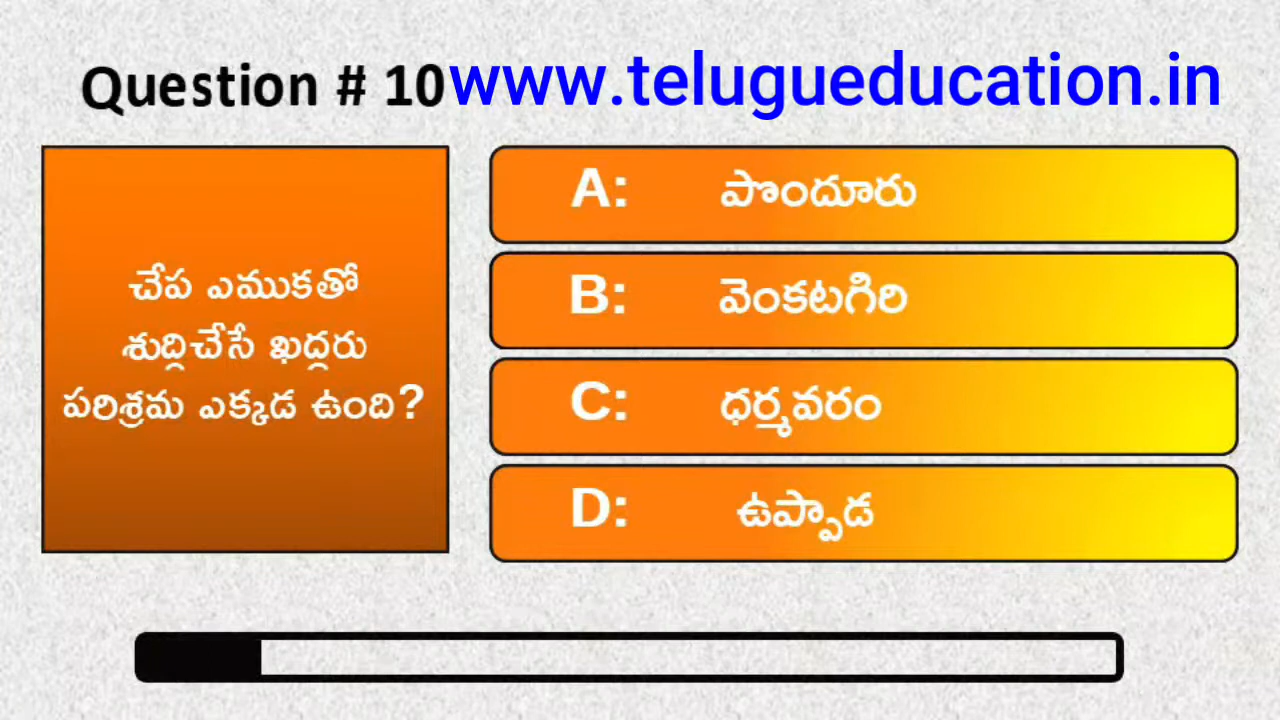 Question # 10www.telugueducation.in
చేప ఎముకతో
శుద్దిచేసే ఖద్దరు
పరిశ్రమ ఎక్కడ ఉంది?
A: పొందూరు
B: వెంకటగిరి
C: ధర్మవరం
D: ఉప్పాడ